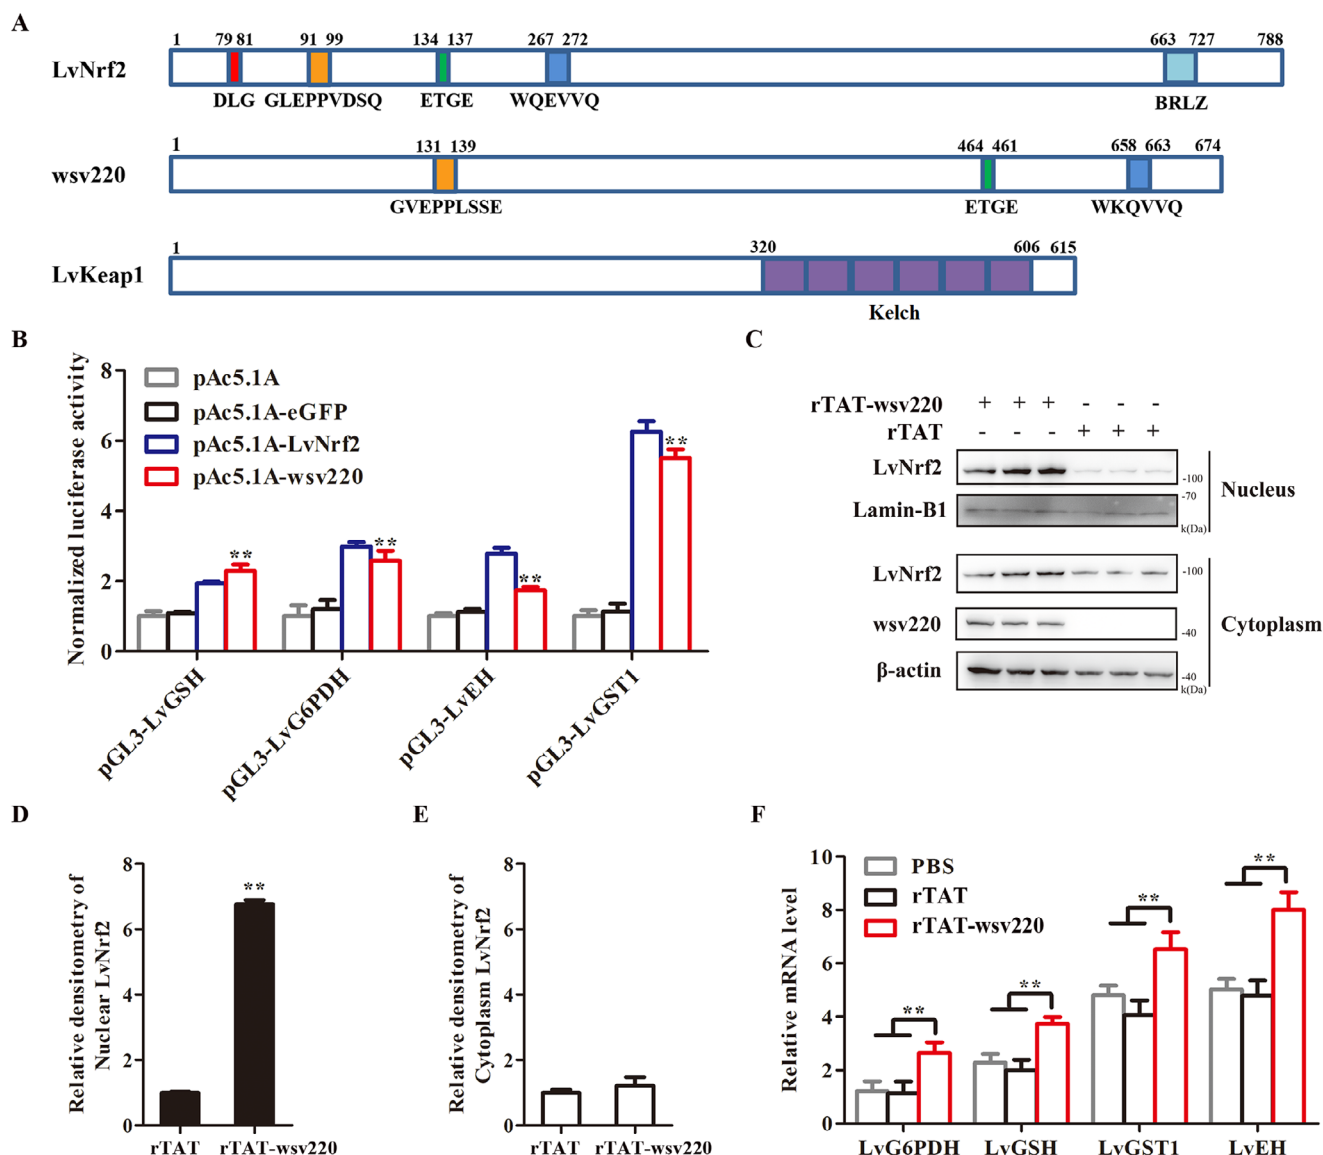 A
1 79 81 91 99 134 137 267 272 663 727 788
LvNrf2
DLG GLEPPVDSQ ETGE WQEVVQ BRLZ
1 131 139 464 461 658 663 674
wsv220
GVEPPLSSE ETGE WKQVVQ
1 320 606 615
LvKeap1
Kelch
B
Normalized luciferase activity
8
6
4
2
0
pAc5.1A
pAc5.1A-eGFP
pAc5.1A-LvNrf2
pAc5.1A-wsv220
** ** ** **
pGL3-LvGSH
pGL3-LvG6PDH
pGL3-LvEH
pGL3-LvGST1
C
rTAT-wsv220 + + + - - -
rTAT - - - + + +
LvNrf2 -100
-70
Lamin-B1
k(Da)
Nucleus
LvNrf2 -100
wsv220 -40
β-actin -40
k(Da)
Cytoplasm
D
Relative densitometry of
Nuclear LvNrf2
8
6
4
2
0
**
rTAT rTAT-wsv220
E
Relative densitometry of
Cytoplasm LvNrf2
8
6
4
2
0
rTAT rTAT-wsv220
F
Relative mRNA level
10
8
6
4
2
0
PBS
rTAT
rTAT-wsv220
** ** ** **
LvG6PDH LvGSH LvGST1 LvEH